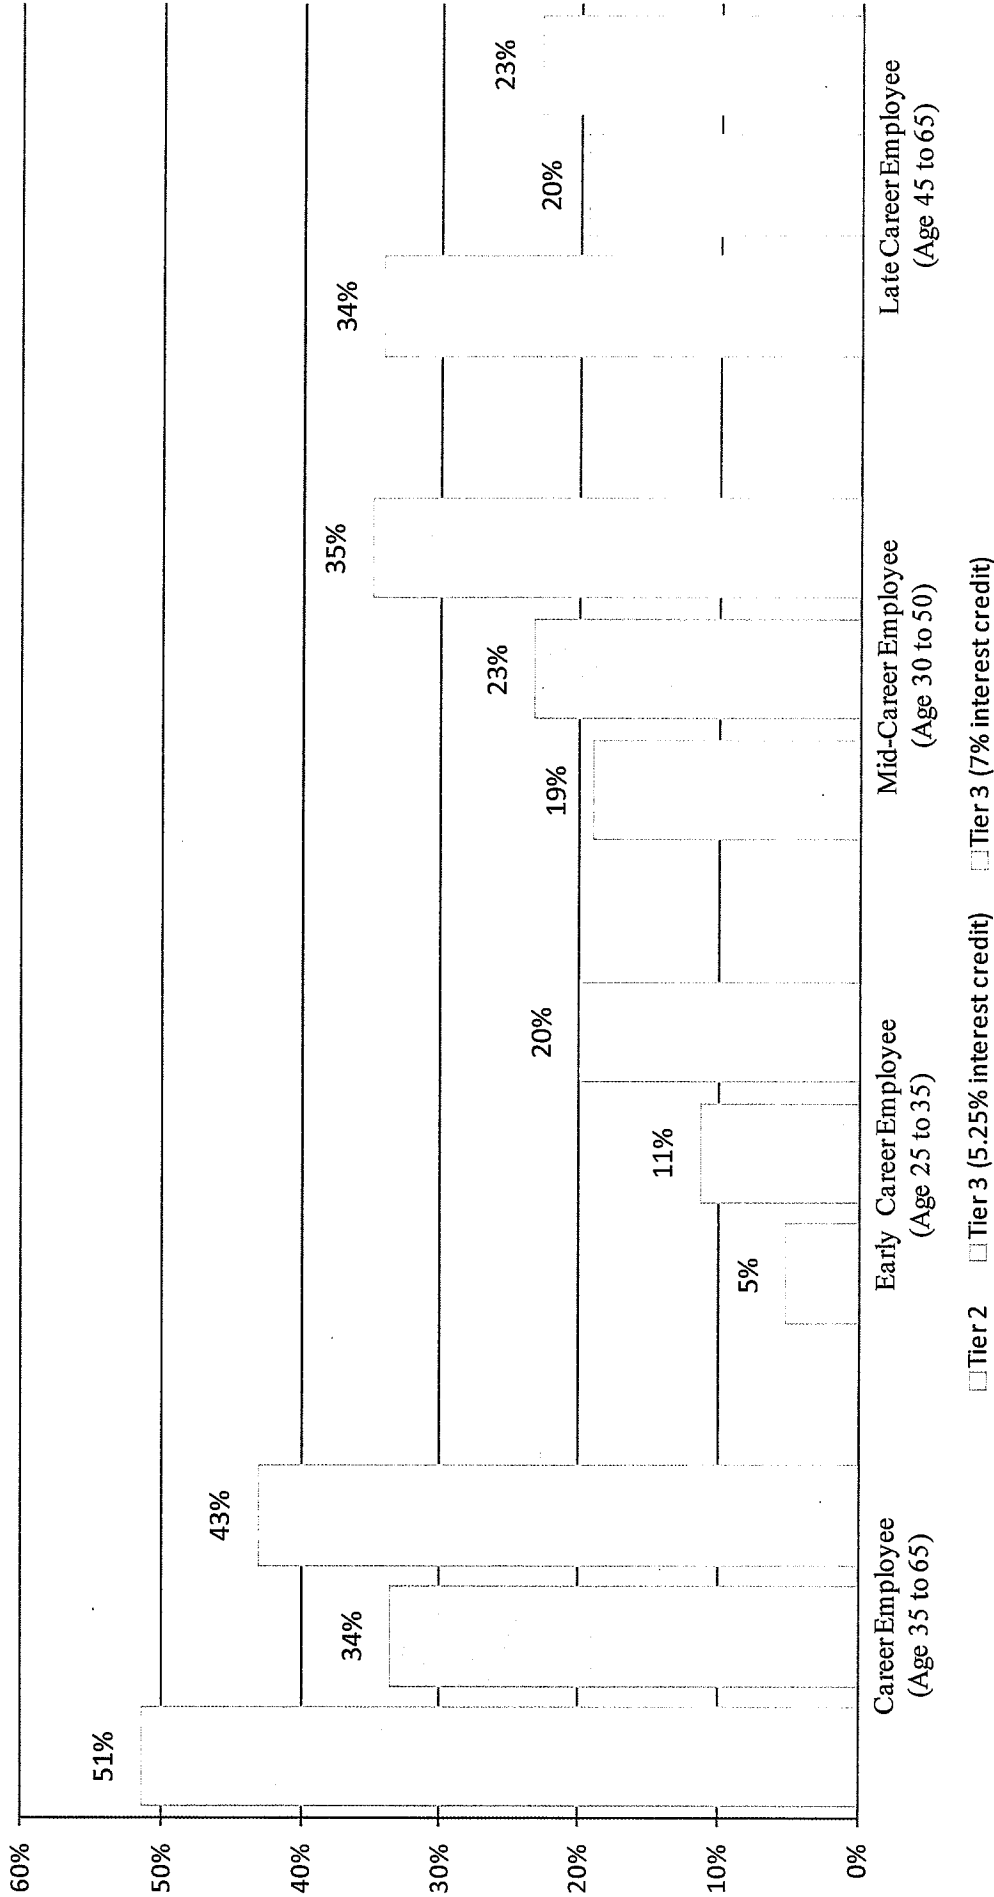 60%
50%
40%
30%
20%
10%
0%
51%
34%
43%
5%
11%
20%
19%
23%
35%
34%
20%
23%
Career Employee
(Age 35 to 65)
Early Career Employee
(Age 25 to 35)
Mid-Career Employee
(Age 30 to 50)
Late Career Employee
(Age 45 to 65)
Tier 2 Tier 3 (5.25% interest credit) Tier 3 (7% interest credit)